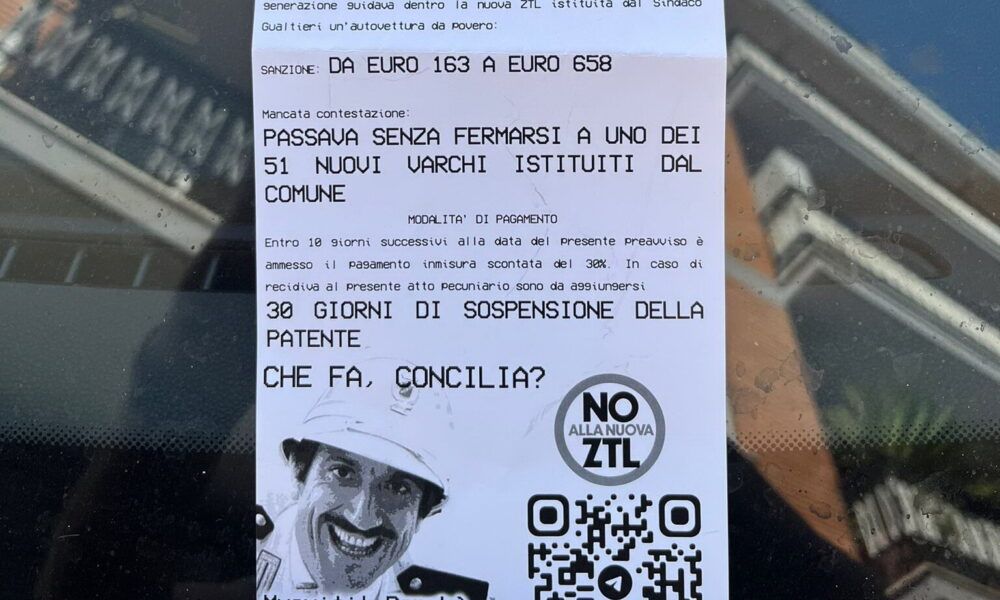 generazione guidava dentro la nuova ZTL istituita dal Sindaco
Gualtieri un'autovettura da povero:
SANZIONE: DA EURO 163 A EURO 658
Mancata contestazione:
PASSAVA SENZA FERMARSI A UNO DEI
51 NUOVI VARCHI ISTITUITI DAL
COMUNE
MODALITA' DI PAGAMENTO
Entro 10 giorni successivi alla data del presente preavviso è
ammesso il pagamento inmisura scontata del 30%. In caso di
recidiva al presente atto pecuniario sono da aggiungersi
30 GIORNI DI SOSPENSIONE DELLA
PATENTE
CHE FA, CONCILIA?
NO
ALLA NUOVA
ZTL